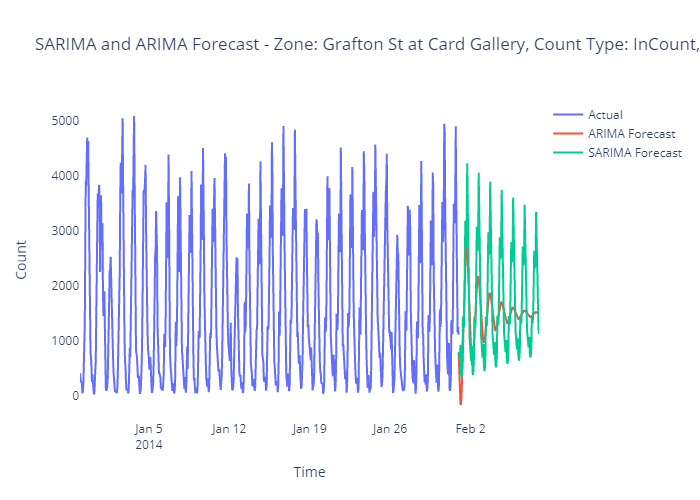 SARIMA and ARIMA Forecast - Zone: Grafton St at Card Gallery, Count Type: InCount,
Actual
ARIMA Forecast
SARIMA Forecast
Count
5000
4000
3000
2000
1000
0
Jan 5
2014
Jan 12
Jan 19
Jan 26
Feb 2
Time